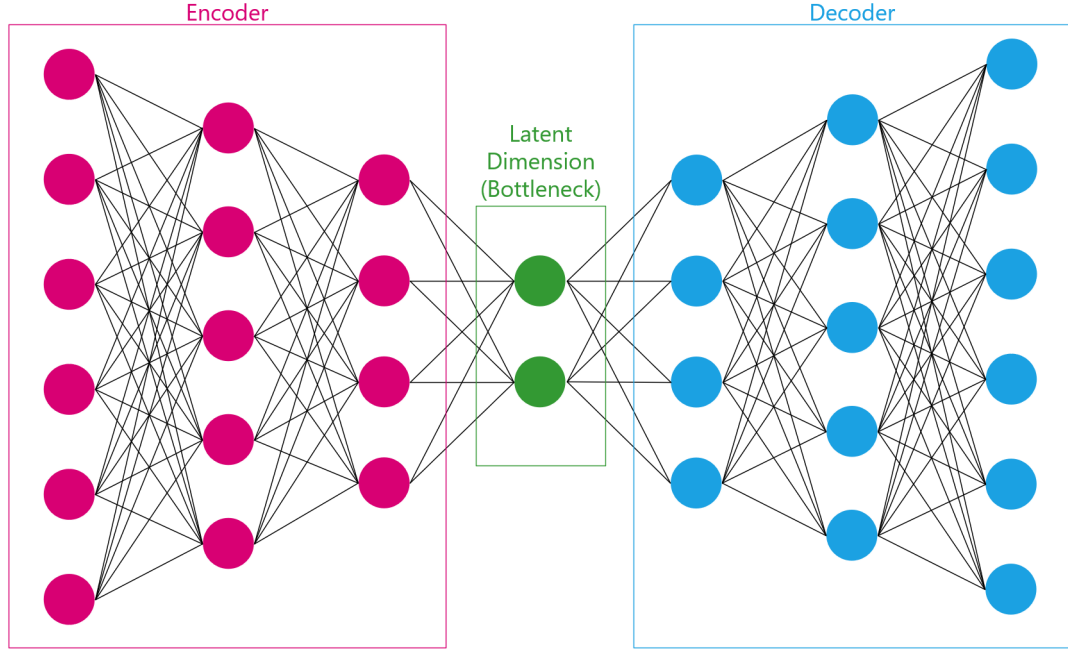 Encoder
Decoder
Latent
Dimension
(Bottleneck)